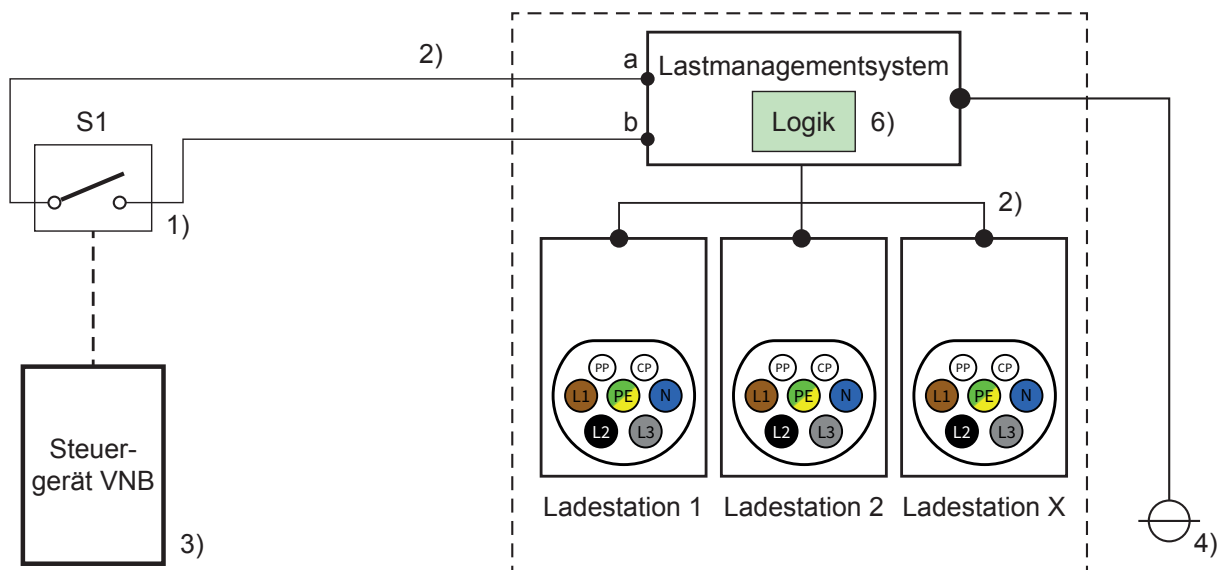 2)
a
Lastmanagementsystem
S1
b
Logik
6)
1)
2)
PP CP
L1 PE N
L2 L3
PP CP
L1 PE N
L2 L3
PP CP
L1 PE N
L2 L3
Steuer-
gerät VNB
3)
Ladestation 1
Ladestation 2
Ladestation X
4)